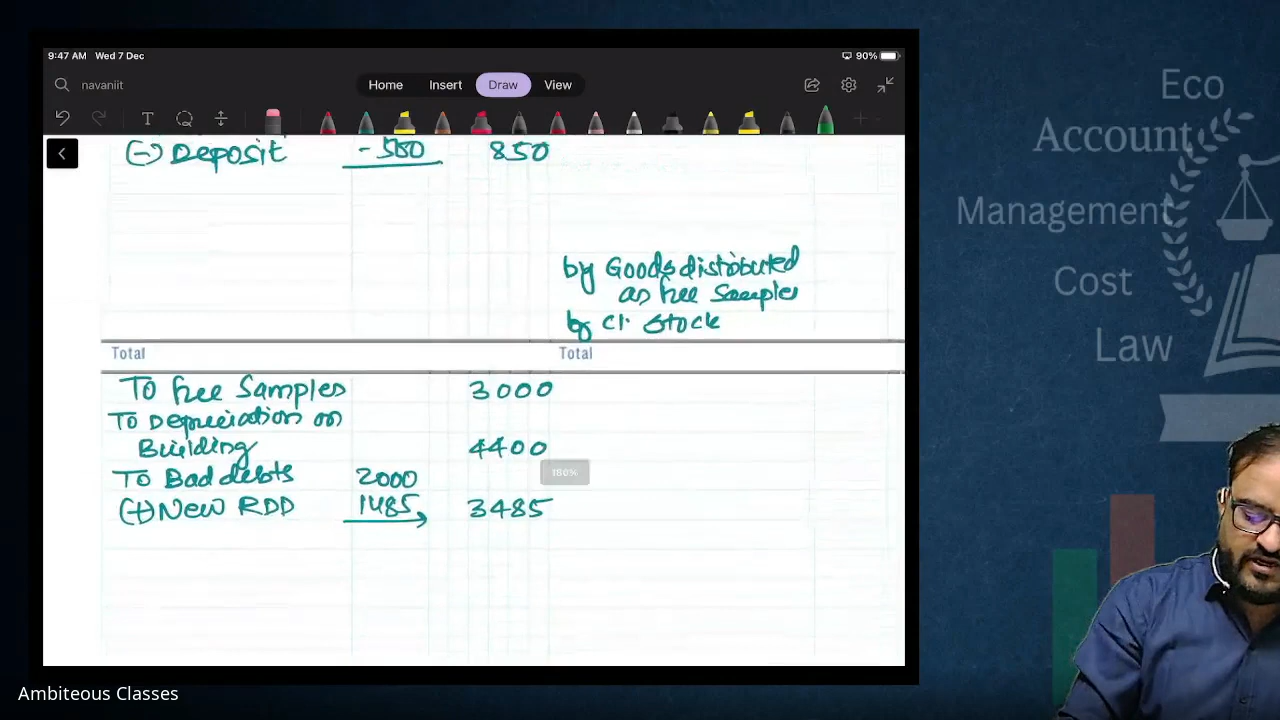 9:47 AM Wed 7 Dec
90%
navaniit
Home Insert Draw View
(-) Deposit -500 850
by Goods distributed
as free Samples
by Cl. Stock
Total Total
To free Samples 3000
To Depreciation on
Building 4400
180%
To Bad debts 2000
(+) New RDD 1485 3485
Eco
Account
Management
Cost
Law
Ambiteous Classes